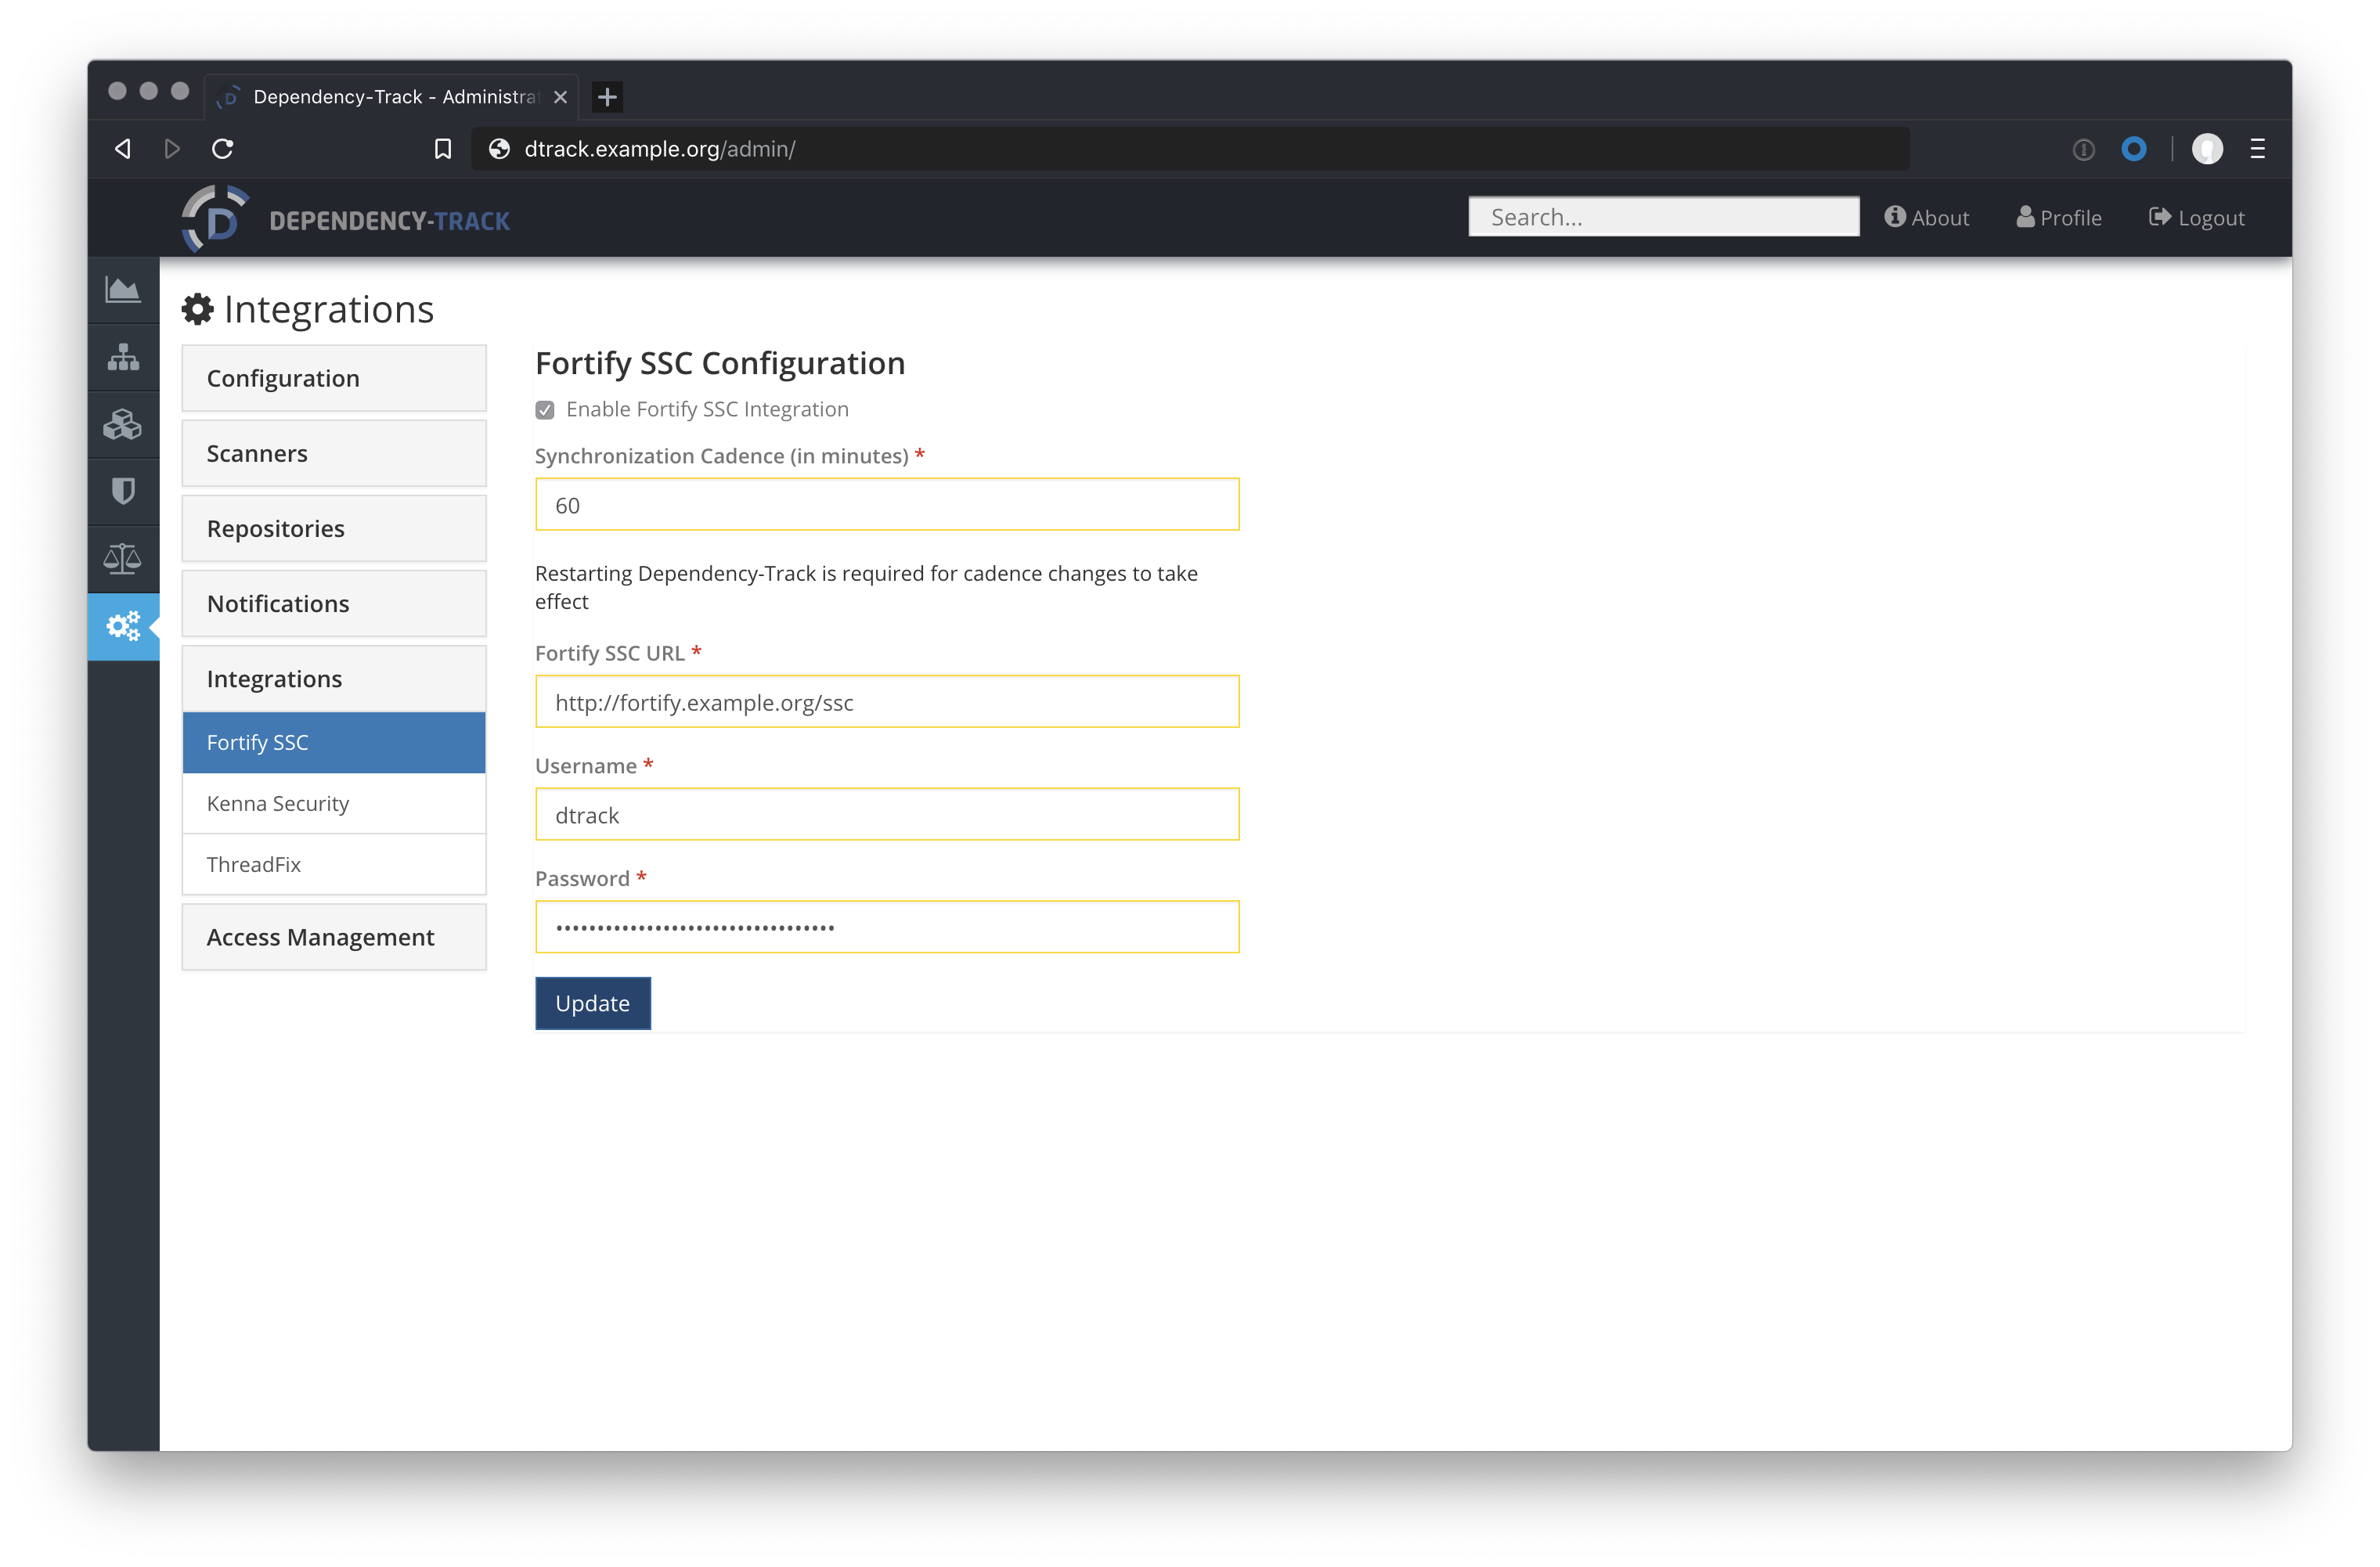 Dependency-Track - Administra
dtrack.example.org/admin/
D DEPENDENCY-TRACK
Search...
About
Profile
Logout
Integrations
Configuration
Scanners
Repositories
Notifications
Integrations
Fortify SSC
Kenna Security
ThreadFix
Access Management
Fortify SSC Configuration
Enable Fortify SSC Integration
Synchronization Cadence (in minutes) *
60
Restarting Dependency-Track is required for cadence changes to take
effect
Fortify SSC URL *
http://fortify.example.org/ssc
Username *
dtrack
Password *
••••••••••••••••••••••••••••••••••
Update